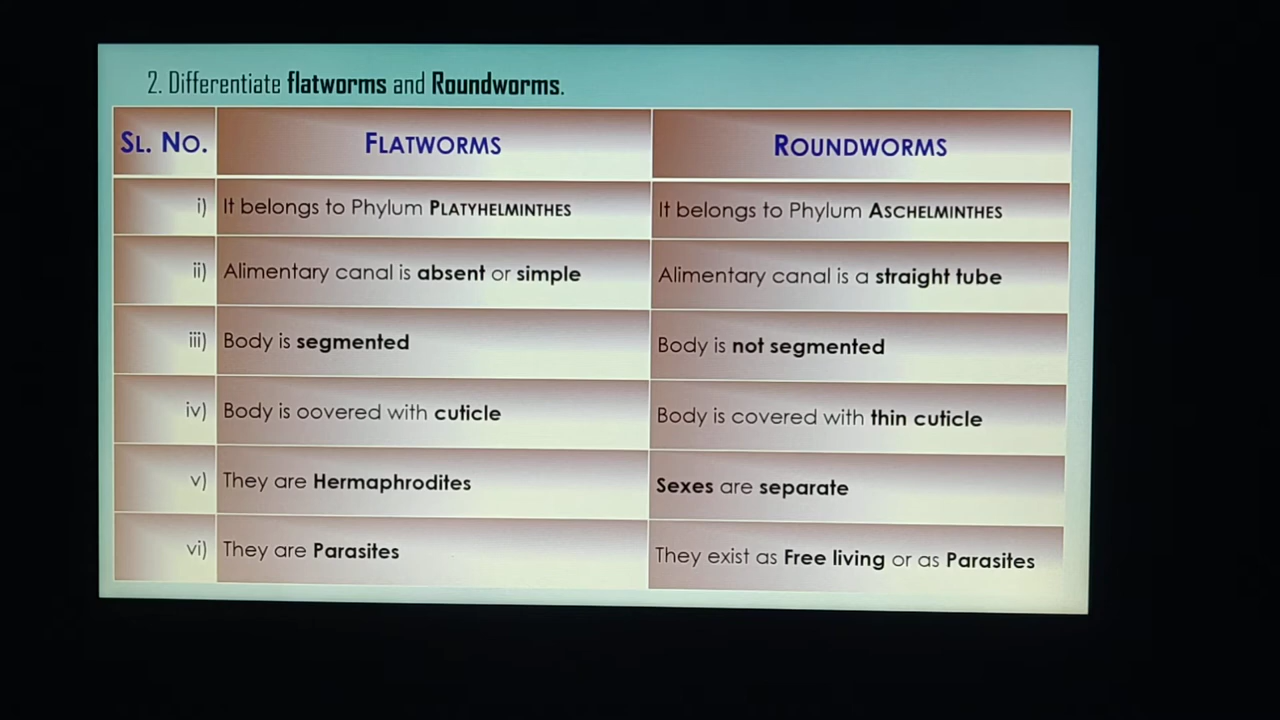 2. Differentiate flatworms and Roundworms.
SL. NO. FLATWORMS ROUNDWORMS
i) It belongs to Phylum PLATYHELMINTHES It belongs to Phylum ASCHELMINTHES
ii) Alimentary canal is absent or simple Alimentary canal is a straight tube
iii) Body is segmented Body is not segmented
iv) Body is oovered with cuticle Body is covered with thin cuticle
v) They are Hermaphrodites Sexes are separate
vi) They are Parasites They exist as Free living or as Parasites